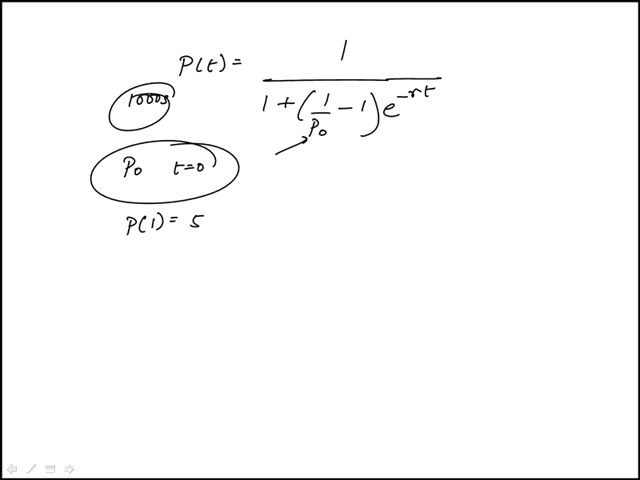 P(t) = 1 / (1 + (1/P₀ − 1) e^{−rt})
1000s
P₀ t=0
P(1) = 5